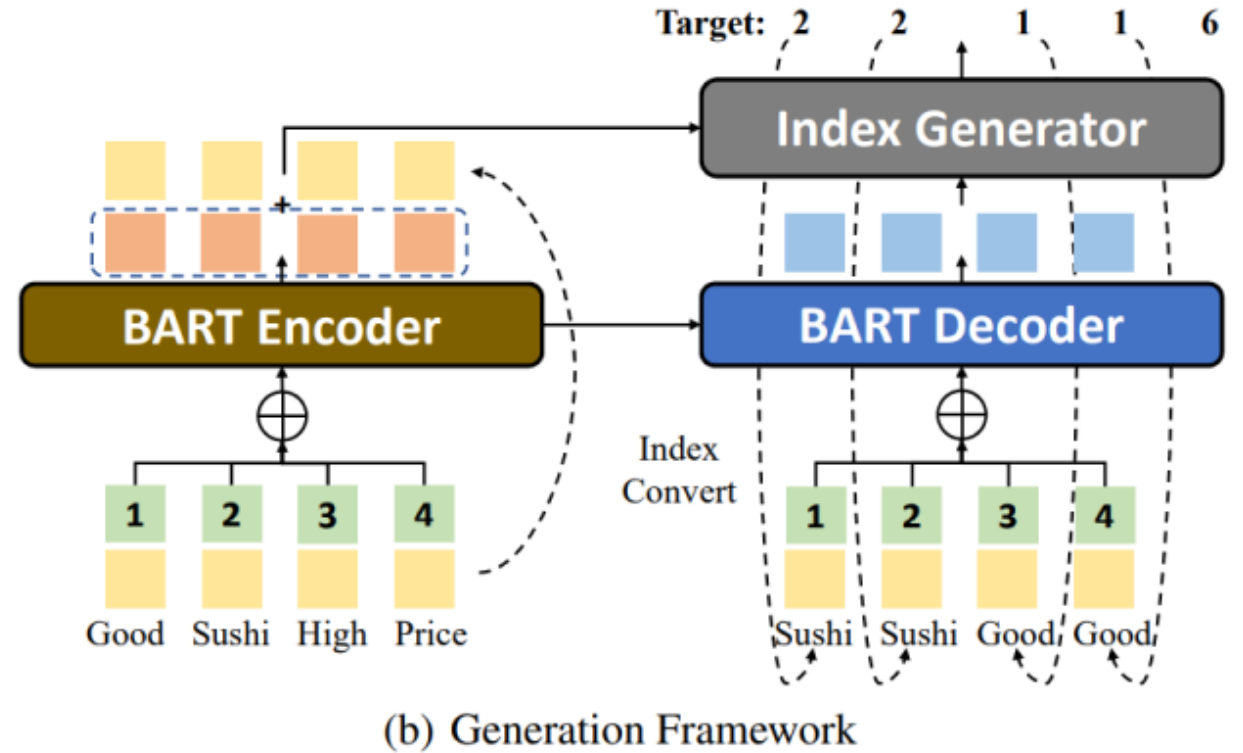 Target: 2 2 1 1 6
Index Generator
+
BART Encoder
BART Decoder
Index
Convert
1 2 3 4
1 2 3 4
Good Sushi High Price
Sushi Sushi Good Good
(b) Generation Framework